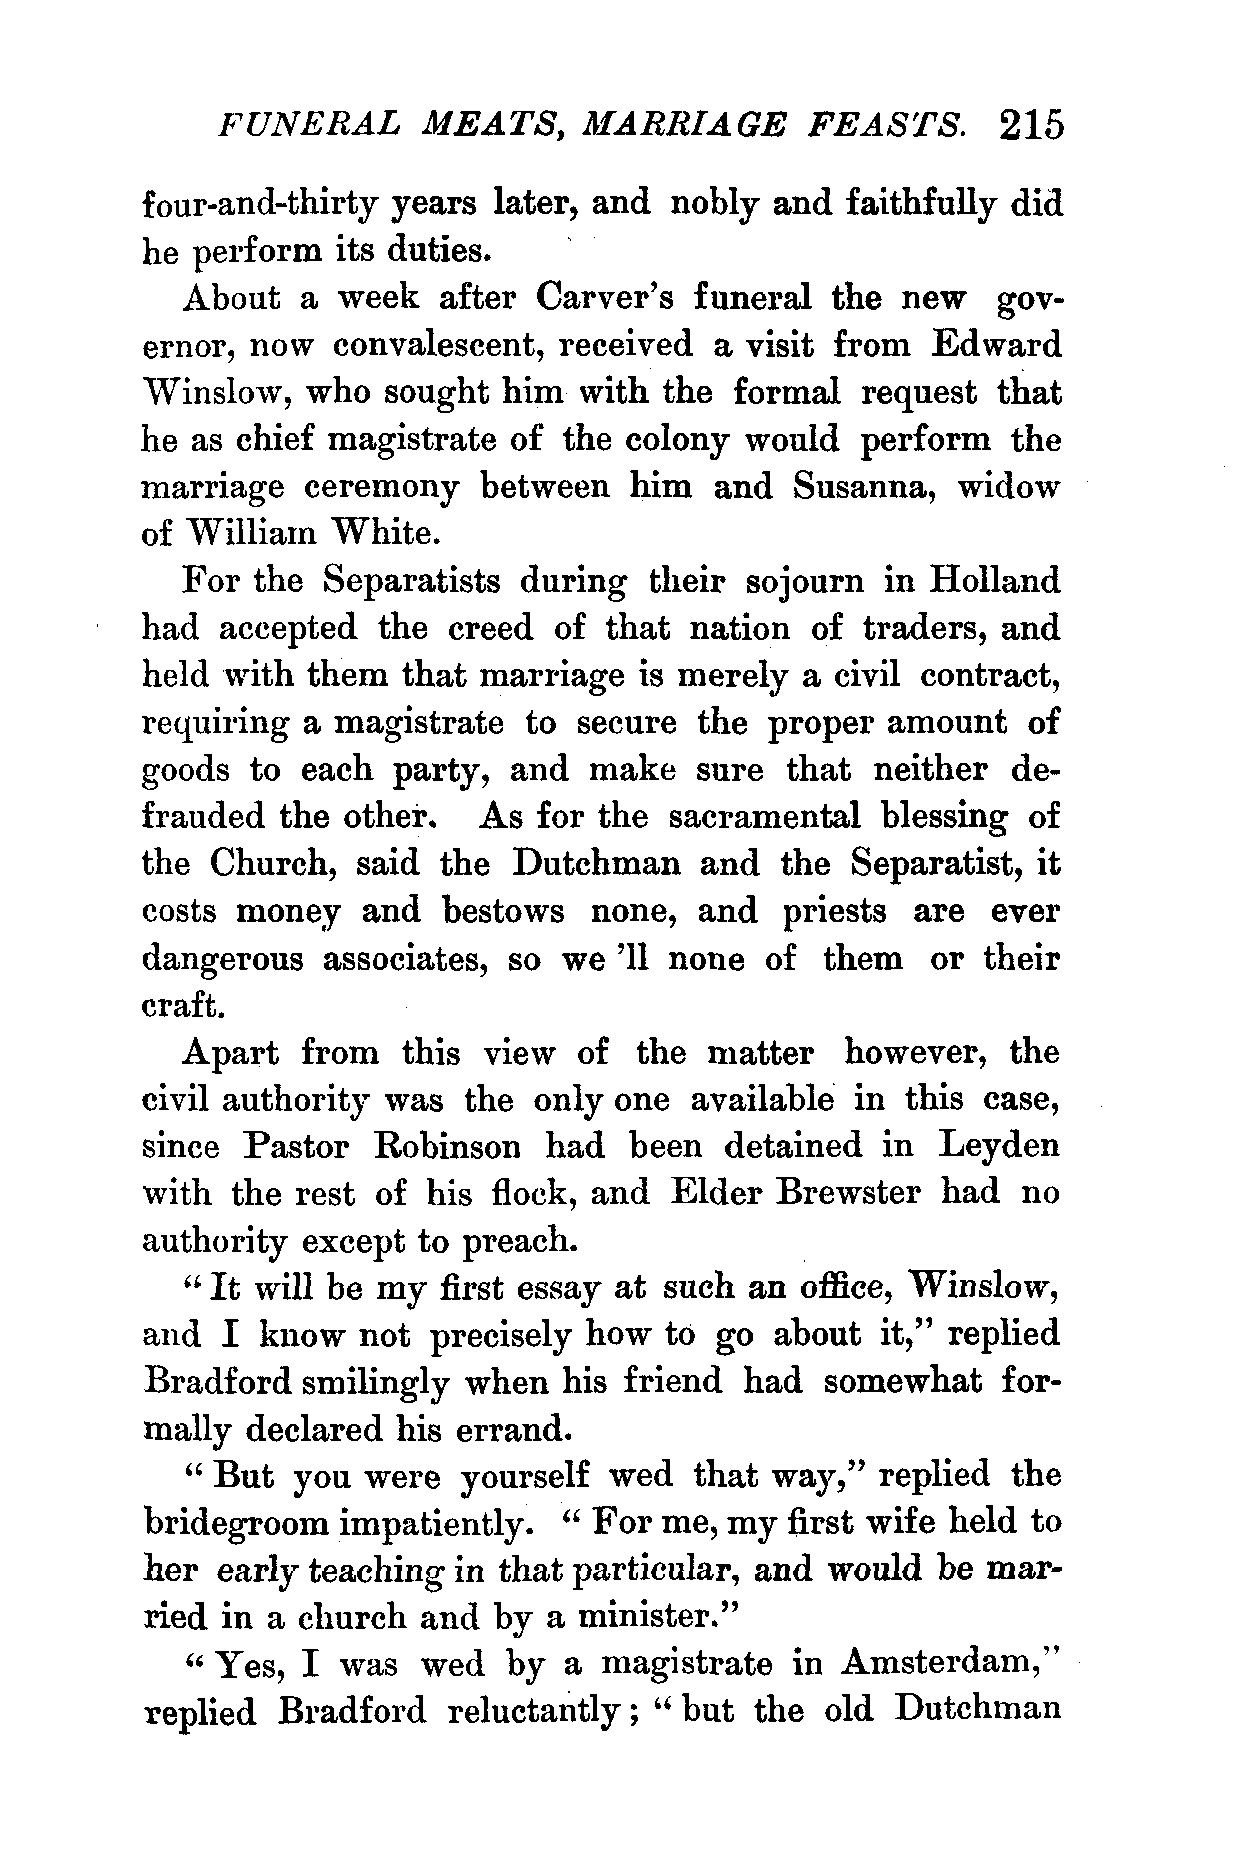 FUNERAL MEATS, MARRIAGE FEASTS. 215
four-and-thirty years later, and nobly and faithfully did
he perform its duties.
About a week after Carver's funeral the new gov-
ernor, now convalescent, received a visit from Edward
Winslow, who sought him with the formal request that
he as chief magistrate of the colony would perform the
marriage ceremony between him and Susanna, widow
of William White.
For the Separatists during their sojourn in Holland
had accepted the creed of that nation of traders, and
held with them that marriage is merely a civil contract,
requiring a magistrate to secure the proper amount of
goods to each party, and make sure that neither de-
frauded the other. As for the sacramental blessing of
the Church, said the Dutchman and the Separatist, it
costs money and bestows none, and priests are ever
dangerous associates, so we 'll none of them or their
craft.
Apart from this view of the matter however, the
civil authority was the only one available in this case,
since Pastor Robinson had been detained in Leyden
with the rest of his flock, and Elder Brewster had no
authority except to preach.
"It will be my first essay at such an office, Winslow,
and I know not precisely how to go about it," replied
Bradford smilingly when his friend had somewhat for-
mally declared his errand.
"But you were yourself wed that way," replied the
bridegroom impatiently. "For me, my first wife held to
her early teaching in that particular, and would be mar-
ried in a church and by a minister."
"Yes, I was wed by a magistrate in Amsterdam,"
replied Bradford reluctantly; "but the old Dutchman